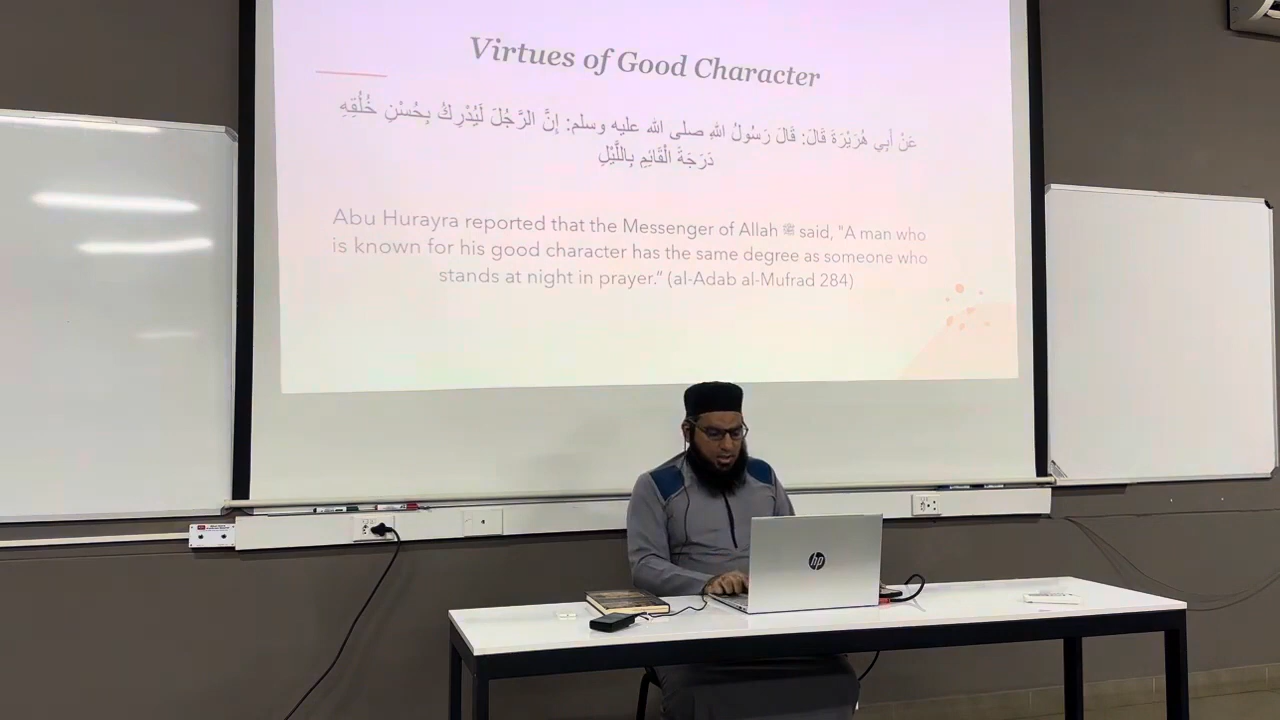 Virtues of Good Character
عَنْ أَبِي هُرَيْرَةَ قَالَ: قَالَ رَسُولُ اللهِ صلى الله عليه وسلم: إِنَّ الرَّجُلَ لَيُدْرِكُ بِحُسْنِ خُلُقِهِ
دَرَجَةَ الْقَائِمِ بِاللَّيْلِ
Abu Hurayra reported that the Messenger of Allah ﷺ said, "A man who
is known for his good character has the same degree as someone who
stands at night in prayer.” (al-Adab al-Mufrad 284)
hp